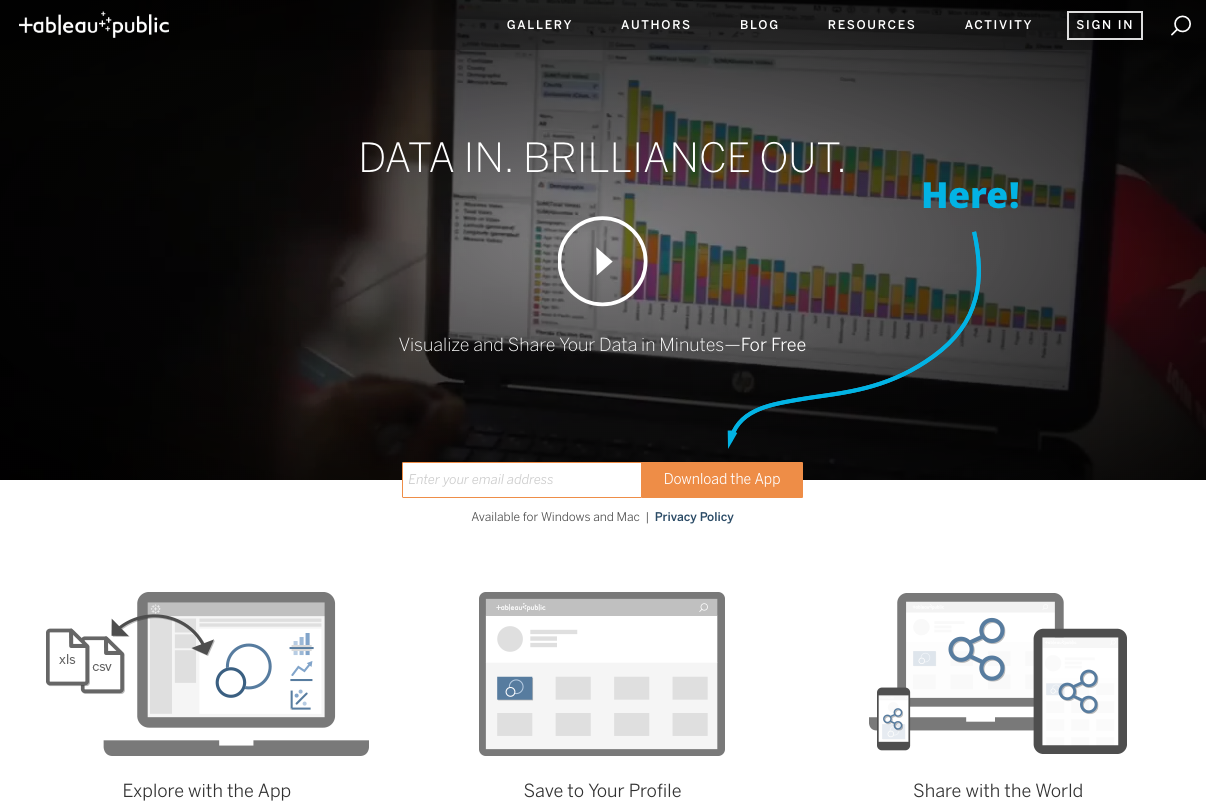 tableau public
GALLERY
AUTHORS
BLOG
RESOURCES
ACTIVITY
SIGN IN
DATA IN. BRILLIANCE OUT.
Here!
Visualize and Share Your Data in Minutes—For Free
hp
Enter your email address
Download the App
Available for Windows and Mac | Privacy Policy
xls
csv
tableau public
Explore with the App
Save to Your Profile
Share with the World